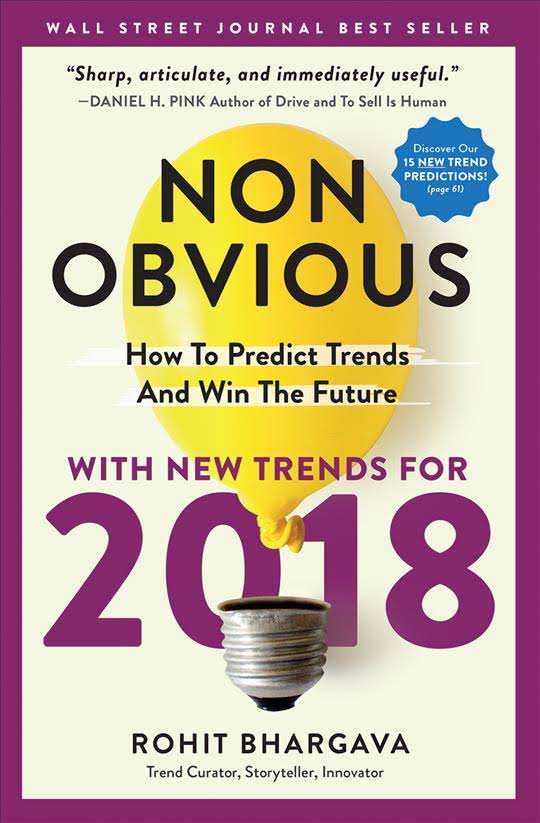 WALL STREET JOURNAL BEST SELLER
“Sharp, articulate, and immediately useful.”
—DANIEL H. PINK Author of Drive and To Sell Is Human
Discover Our
15 NEW TREND
PREDICTIONS!
(page 61)
NON
OBVIOUS
How To Predict Trends
And Win The Future
WITH NEW TRENDS FOR
2018
ROHIT BHARGAVA
Trend Curator, Storyteller, Innovator